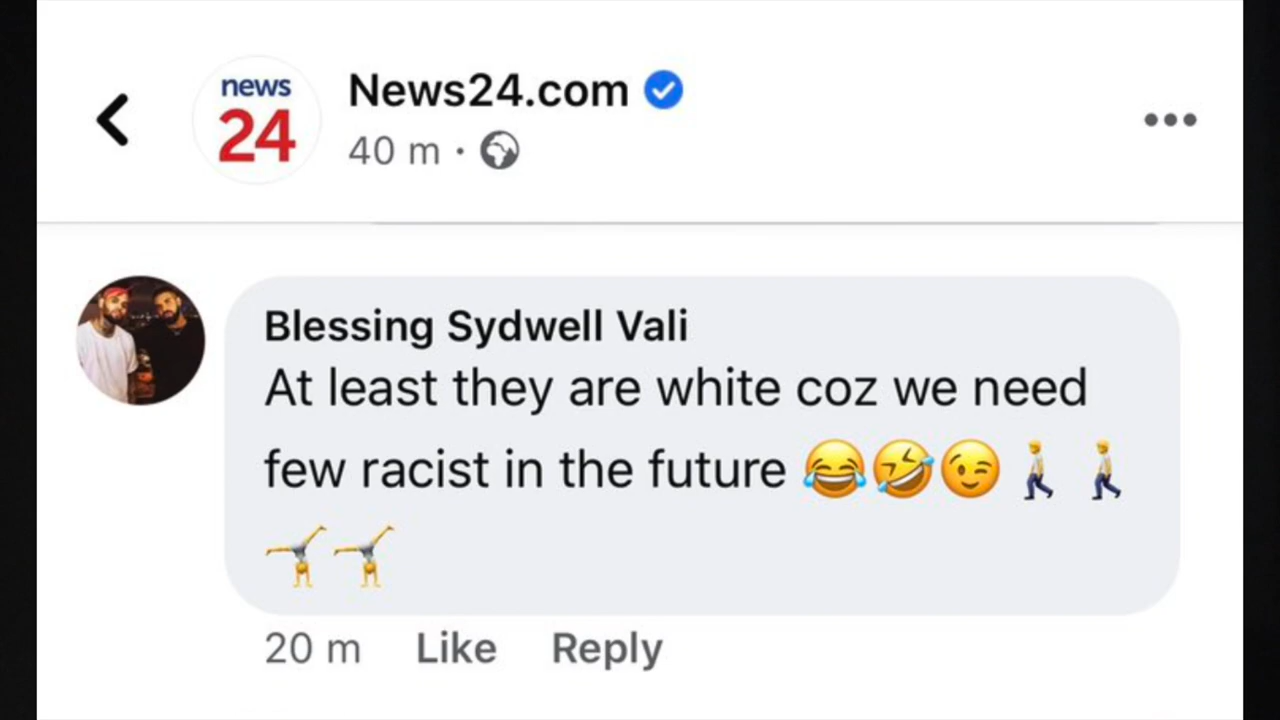 news
24
News24.com
40 m ·
Blessing Sydwell Vali
At least they are white coz we need
few racist in the future 😂🤣😉🚶🚶
🤸🤸
20 m Like Reply